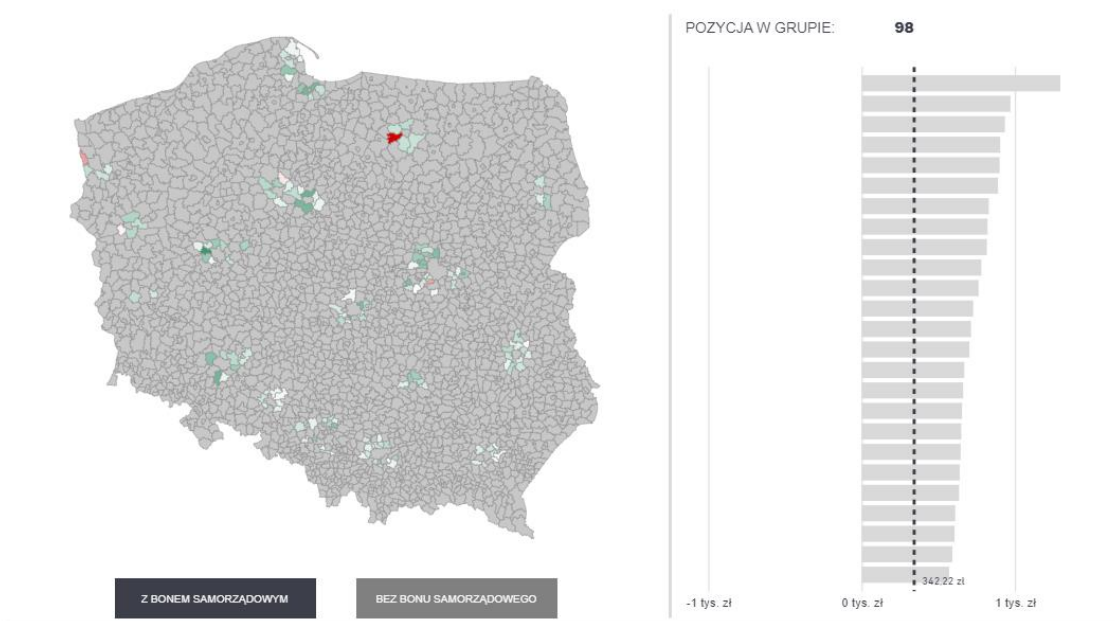 POZYCJA W GRUPIE: 98
342.22 zł
-1 tys. zł 0 tys. zł 1 tys. zł
Z BONEM SAMORZĄDOWYM BEZ BONU SAMORZĄDOWEGO